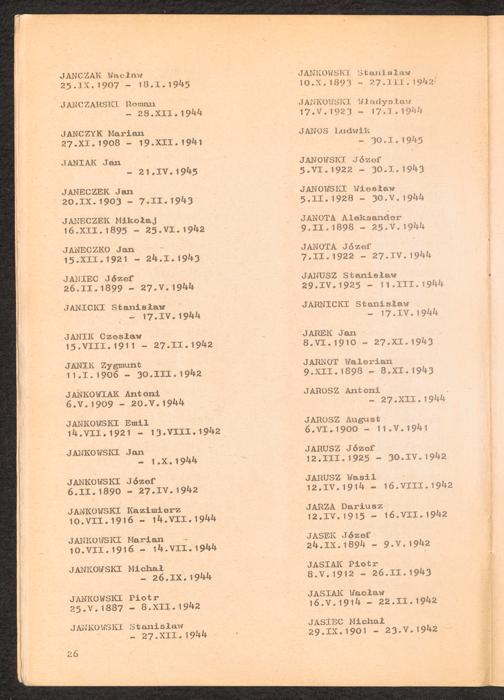 JANCZAK Wacław
25.IX.1907 – 18.I.1945
JANCZARSKI Roman
– 28.XII.1944
JANCZYK Marian
27.XI.1908 – 19.XII.1941
JANIAK Jan
– 21.IV.1945
JANECZEK Jan
20.IX.1903 – 7.II.1943
JANECZEK Mikołaj
16.XII.1895 – 25.VI.1942
JANECZKO Jan
15.XII.1921 – 24.I.1943
JANIEC Józef
26.II.1899 – 27.V.1944
JANICKI Stanisław
– 17.IV.1944
JANIK Czesław
15.VIII.1911 – 27.II.1942
JANIK Zygmunt
11.I.1906 – 30.III.1942
JANKOWIAK Antoni
6.V.1909 – 20.V.1944
JANKOWSKI Emil
14.VII.1921 – 13.VIII.1942
JANKOWSKI Jan
– 1.X.1944
JANKOWSKI Józef
6.II.1890 – 27.IV.1942
JANKOWSKI Kazimierz
10.VII.1916 – 14.VII.1944
JANKOWSKI Marian
10.VII.1916 – 14.VII.1944
JANKOWSKI Michał
– 26.IX.1944
JANKOWSKI Piotr
25.V.1887 – 8.XII.1942
JANKOWSKI Stanisław
– 27.XII.1944
26
JANKOWSKI Stanisław
10.X.1893 – 27.III.1942
JANKOWSKI Władysław
17.V.1923 – 17.I.1944
JANOS Ludwik
– 30.I.1945
JANOWSKI Józef
5.VI.1922 – 30.I.1943
JANOWSKI Wiesław
5.II.1928 – 30.V.1944
JANOTA Aleksander
9.II.1898 – 25.V.1944
JANOTA Józef
7.II.1922 – 27.IV.1944
JANUSZ Stanisław
29.IV.1925 – 11.III.1944
JARNICKI Stanisław
– 17.IV.1944
JAREK Jan
8.VI.1910 – 27.XI.1943
JARNOT Walerian
9.XII.1898 – 8.XI.1943
JAROSZ Antoni
– 27.XII.1944
JAROSZ August
6.VI.1900 – 11.V.1941
JARUSZ Józef
12.III.1925 – 30.IV.1942
JARUSZ Wasil
12.IV.1914 – 16.VIII.1942
JARZA Dariusz
12.IV.1915 – 16.VII.1942
JASEK Józef
24.IX.1894 – 9.V.1942
JASIAK Piotr
8.V.1912 – 26.II.1943
JASIAK Wacław
16.V.1914 – 22.II.1942
JASIEC Michał
29.IX.1901 – 23.V.1942